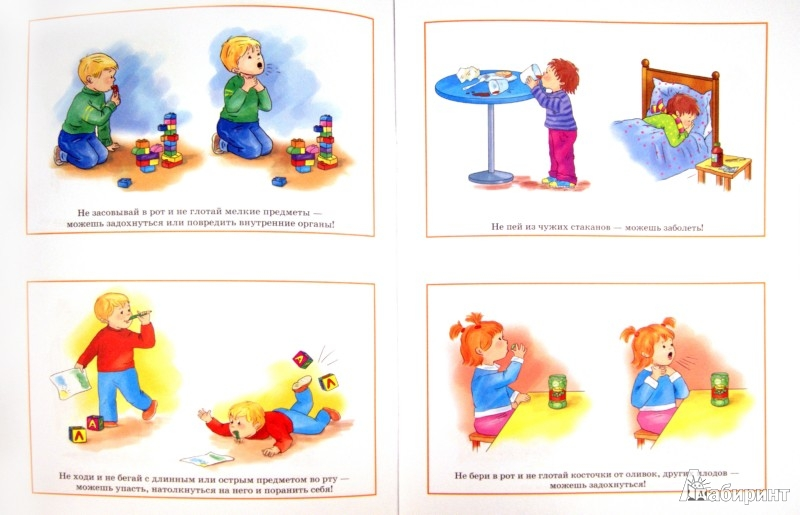 Не засовывай в рот и не глотай мелкие предметы —
можешь задохнуться или повредить внутренние органы!
Не пей из чужих стаканов — можешь заболеть!
Не ходи и не бегай с длинным или острым предметом во рту —
можешь упасть, натолкнуться на него и поранить себя!
Не бери в рот и не глотай косточки от оливок, других плодов —
можешь задохнуться!
Л
Л
Л
Лабиринт